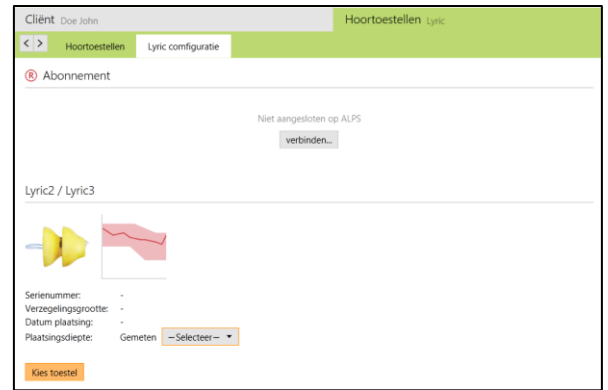 Cliënt Doe John Hoortoestellen Lyric
< > Hoortoestellen Lyric configuratie
® Abonnement
Niet aangesloten op ALPS
verbinden...
Lyric2 / Lyric3
Serienummer: -
Verzegelingsgrootte: -
Datum plaatsing: -
Plaatsingsdiepte: Gemeten —Selecteer—
Kies toestel